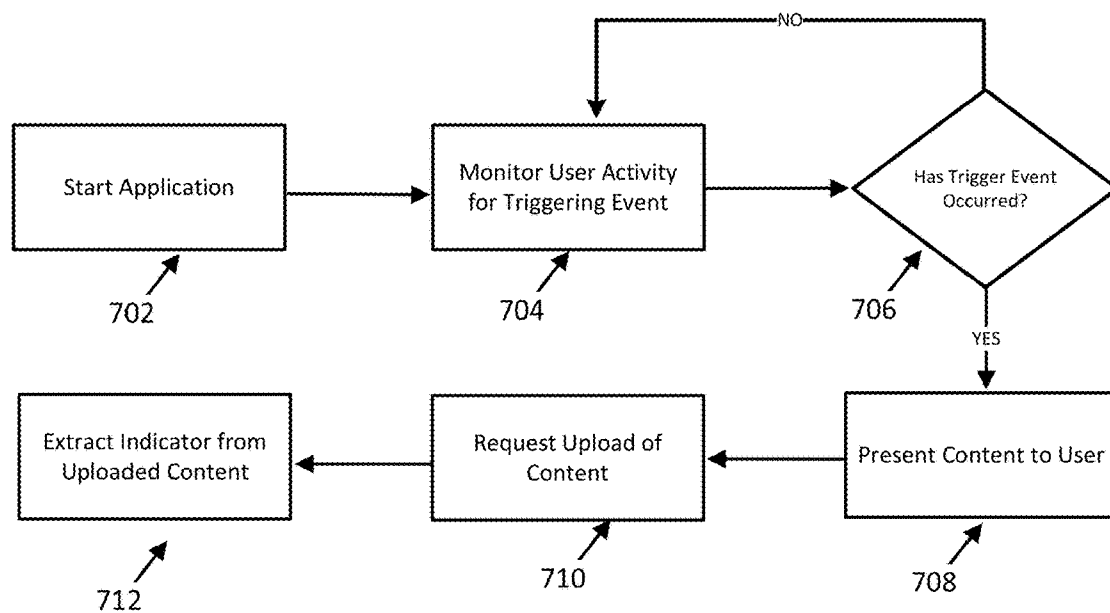 NO
Start Application
Monitor User Activity
for Triggering Event
Has Trigger Event
Occurred?
702
704
706
YES
Extract Indicator from
Uploaded Content
Request Upload of
Content
Present Content to User
712
710
708